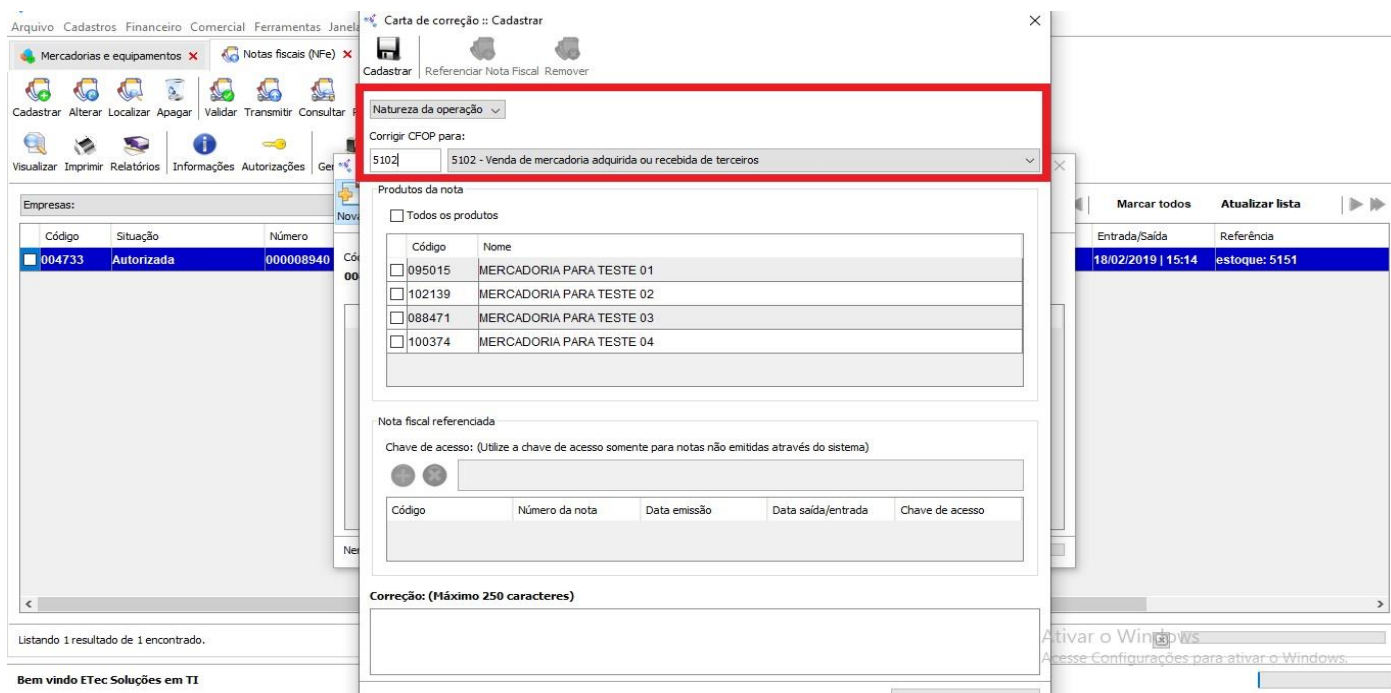 Carta de correção :: Cadastrar
Arquivo Cadastros Financeiro Comercial Ferramentas
Mercadorias e equipamentos
Notas fiscais (NFe)
Cadastrar Referenciar Nota Fiscal Remover
Cadastrar Alterar Localizar Apagar Validar Transmitir Consultar
Natureza da operação
Corrigir CFOP para:
5102 5102 - Venda de mercadoria adquirida ou recebida de terceiros
Visualizar Imprimir Relatórios Informações Autorizações
Produtos da nota
Empresas:
Marcar todos Atualizar lista
Todos os produtos
Código Situação Número
Entrada/Saída Referência
Código Nome
004733 Autorizada 000008940
18/02/2019 | 15:14 estoque: 5151
095015 MERCADORIA PARA TESTE 01
102139 MERCADORIA PARA TESTE 02
088471 MERCADORIA PARA TESTE 03
100374 MERCADORIA PARA TESTE 04
Nota fiscal referenciada
Chave de acesso: (Utilize a chave de acesso somente para notas não emitidas através do sistema)
Código Número da nota Data emissão Data saída/entrada Chave de acesso
Correção: (Máximo 250 caracteres)
Listando 1 resultado de 1 encontrado.
Ativar o Windows
Acesse Configurações para ativar o Windows.
Bem vindo ETec Soluções em TI